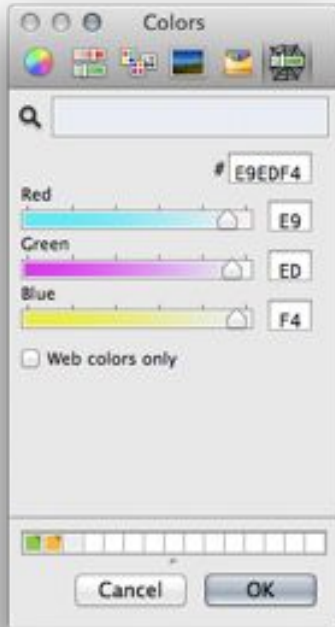 Colors
# E9EDF4
Red
E9
Green
ED
Blue
F4
Web colors only
Cancel OK